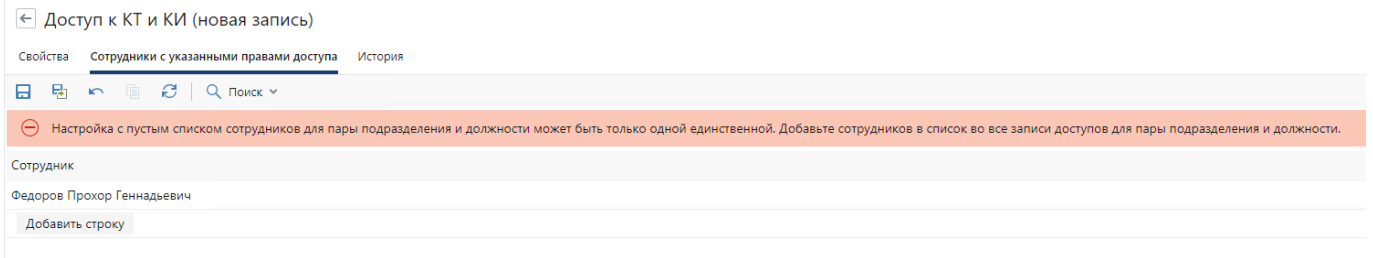 Доступ к КТ и КИ (новая запись)
Свойства Сотрудники с указанными правами доступа История
Поиск
Настройка с пустым списком сотрудников для пары подразделения и должности может быть только одной единственной. Добавьте сотрудников в список во все записи доступов для пары подразделения и должности.
Сотрудник
Федоров Прохор Геннадьевич
Добавить строку